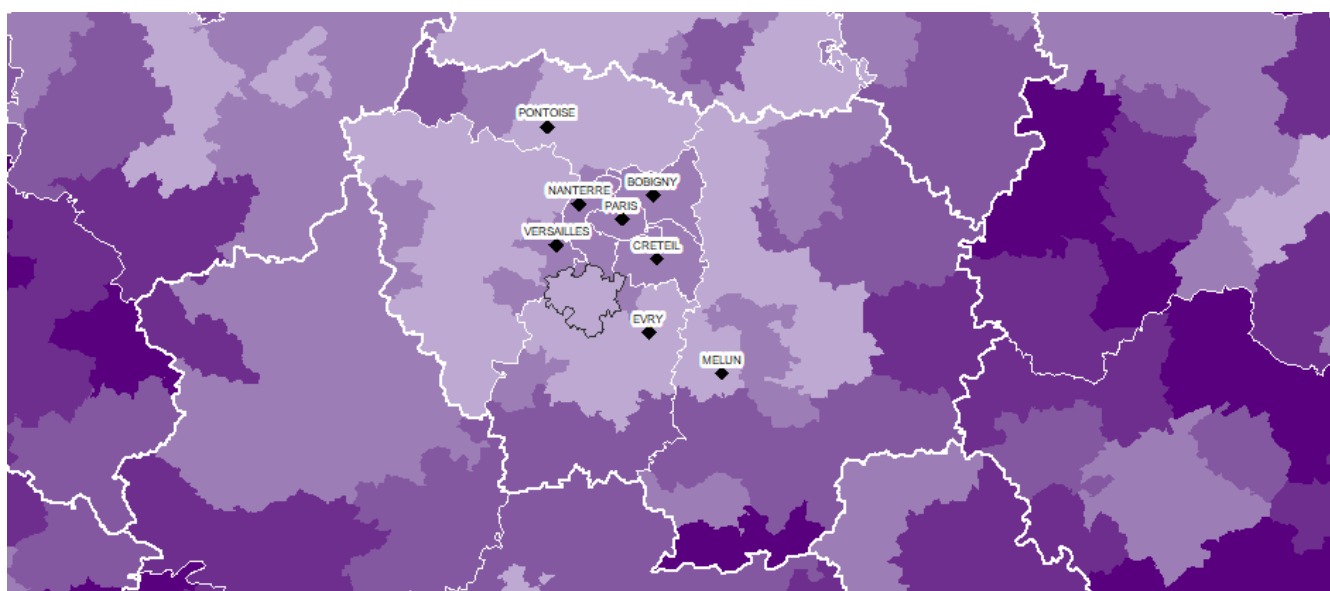 PONTOISE
BOBIGNY
NANTERRE
PARIS
VERSAILLES
CRETEIL
EVRY
MELUN